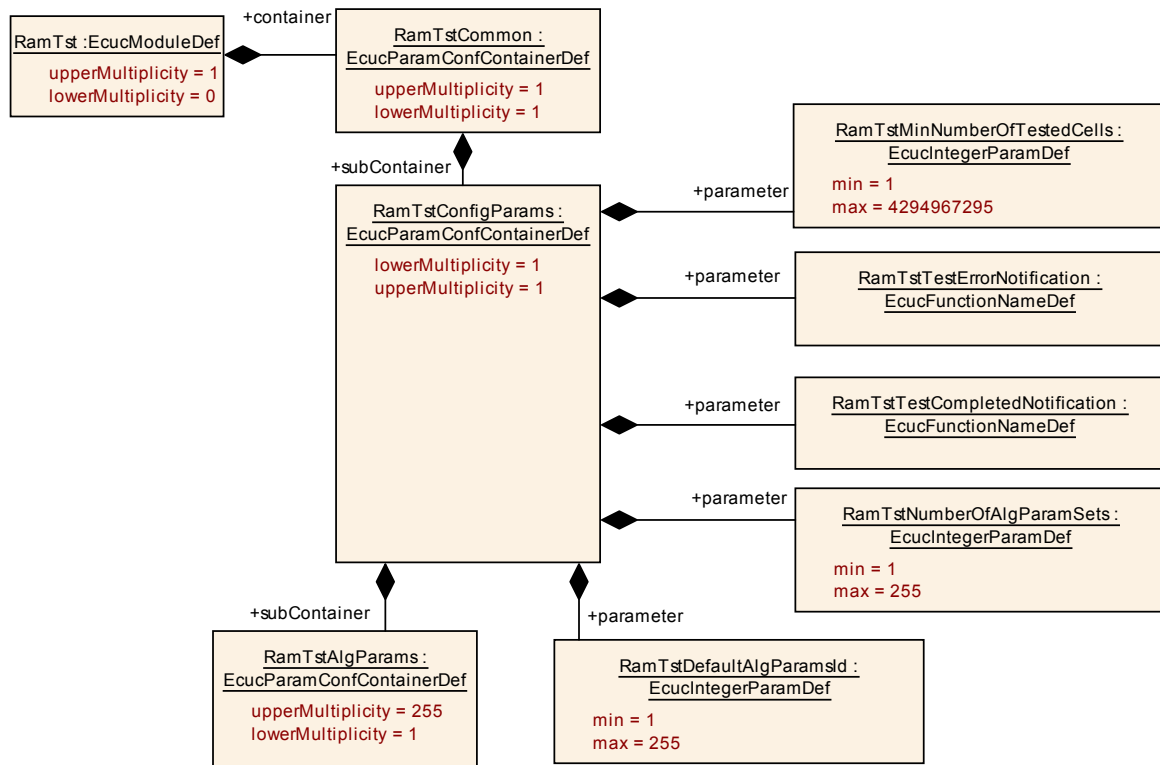 +container
RamTst :EcucModuleDef
upperMultiplicity = 1
lowerMultiplicity = 0
RamTstCommon :
EcucParamConfContainerDef
upperMultiplicity = 1
lowerMultiplicity = 1
+subContainer
RamTstConfigParams :
EcucParamConfContainerDef
lowerMultiplicity = 1
upperMultiplicity = 1
+parameter
RamTstMinNumberOfTestedCells :
EcucIntegerParamDef
min = 1
max = 4294967295
+parameter
RamTstTestErrorNotification :
EcucFunctionNameDef
+parameter
RamTstTestCompletedNotification :
EcucFunctionNameDef
+parameter
RamTstNumberOfAlgParamSets :
EcucIntegerParamDef
min = 1
max = 255
+subContainer
RamTstAlgParams :
EcucParamConfContainerDef
upperMultiplicity = 255
lowerMultiplicity = 1
+parameter
RamTstDefaultAlgParamsId :
EcucIntegerParamDef
min = 1
max = 255